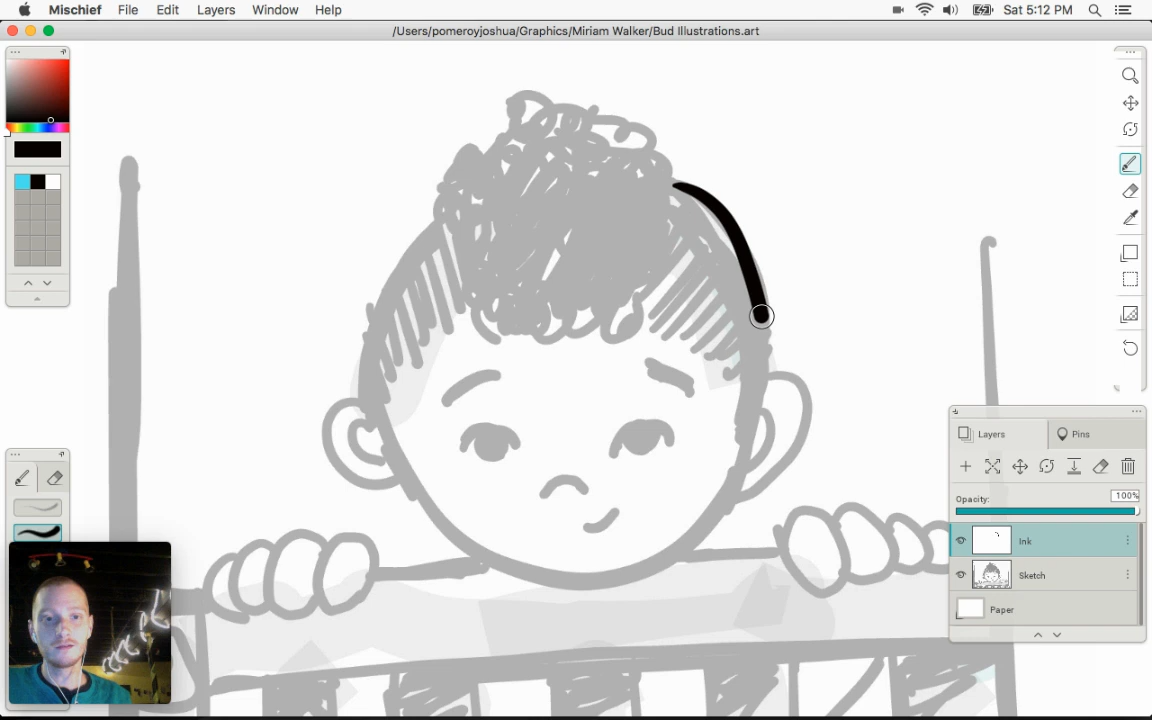 Mischief File Edit Layers Window Help Sat 5:12 PM
/Users/pomeroyjoshua/Graphics/Miriam Walker/Bud Illustrations.art
Layers Pins
Opacity: 100%
Ink
Sketch
Paper